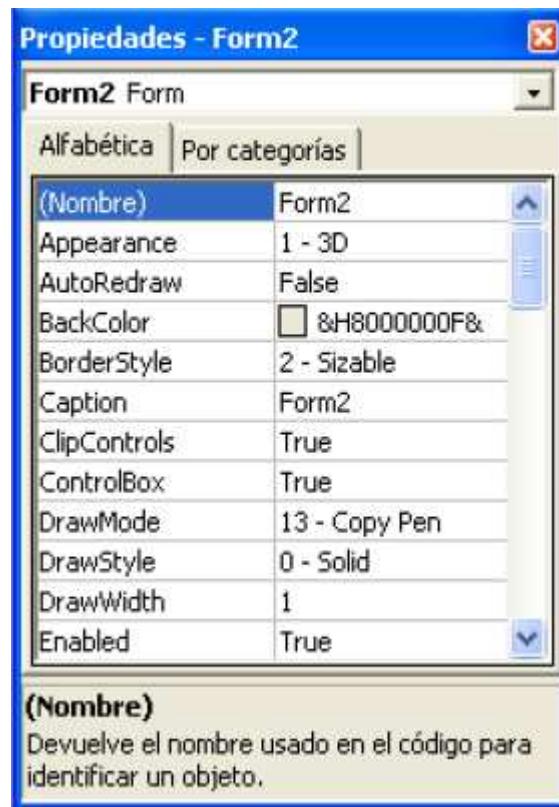 Propiedades - Form2
Form2 Form
Alfabética Por categorías
(Nombre) Form2
Appearance 1 - 3D
AutoRedraw False
BackColor &H8000000F&
BorderStyle 2 - Sizable
Caption Form2
ClipControls True
ControlBox True
DrawMode 13 - Copy Pen
DrawStyle 0 - Solid
DrawWidth 1
Enabled True
(Nombre)
Devuelve el nombre usado en el código para
identificar un objeto.